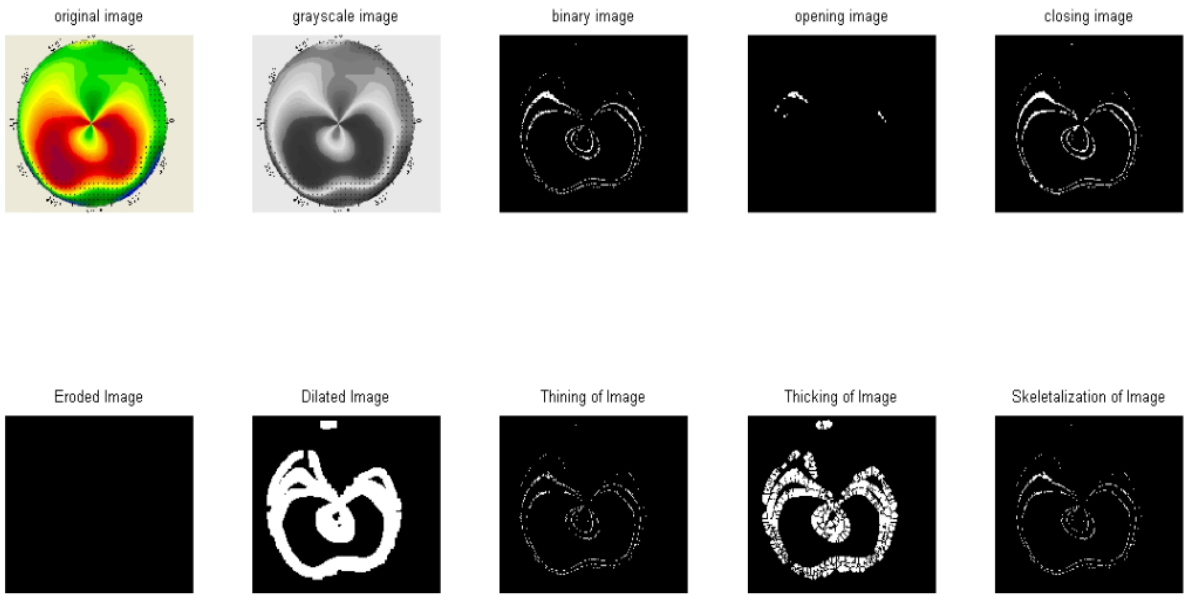 original image
grayscale image
binary image
opening image
closing image
Eroded Image
Dilated Image
Thining of Image
Thicking of Image
Skeletalization of Image